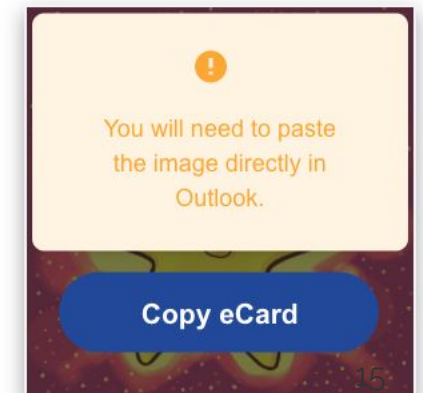 You will need to paste
the image directly in
Outlook.
Copy eCard
15